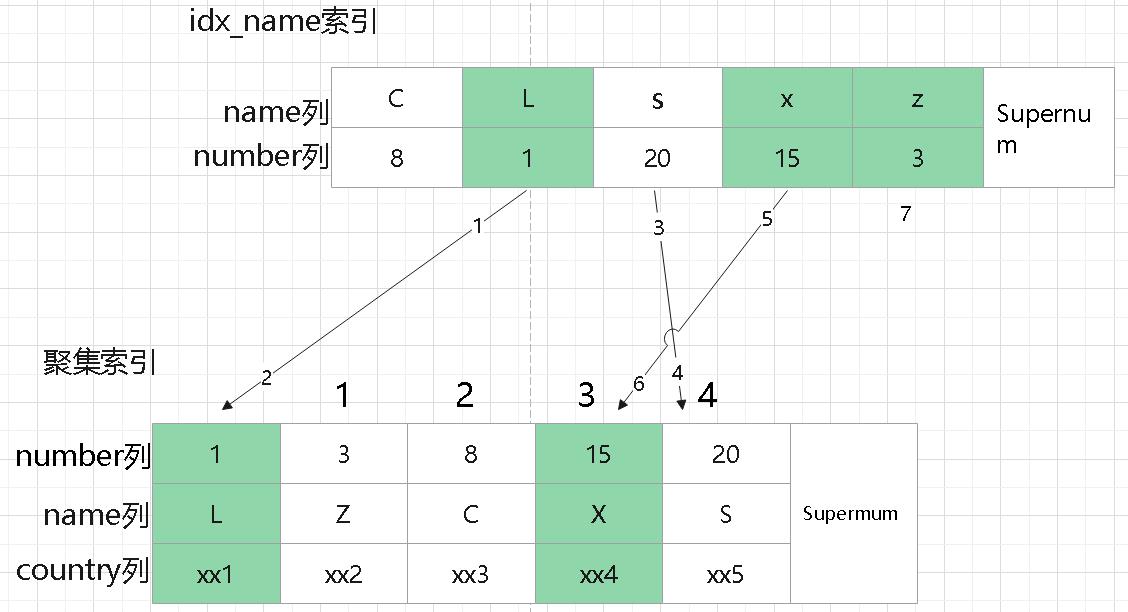 idx_name索引
name列 C L s x z Supernu
m
number列 8 1 20 15 3
7
1 3 5
2 6 4
聚集索引
1 2 3 4
number列 1 3 8 15 20
name列 L Z C X S Supermum
country列 xx1 xx2 xx3 xx4 xx5